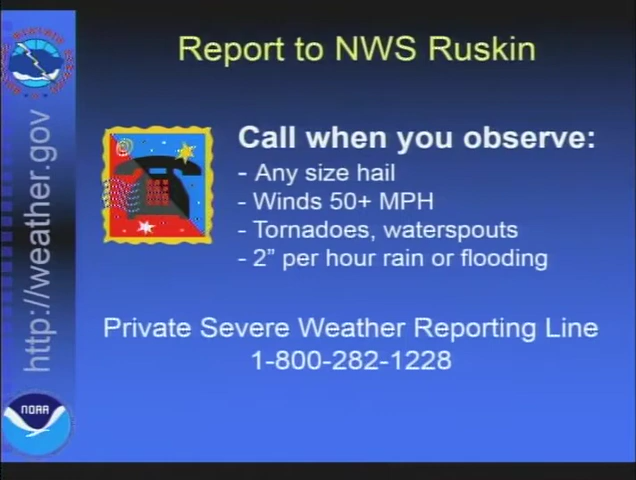 Report to NWS Ruskin
Call when you observe:
- Any size hail
- Winds 50+ MPH
- Tornadoes, waterspouts
- 2” per hour rain or flooding
Private Severe Weather Reporting Line
1-800-282-1228
http://weather.gov
NOAA